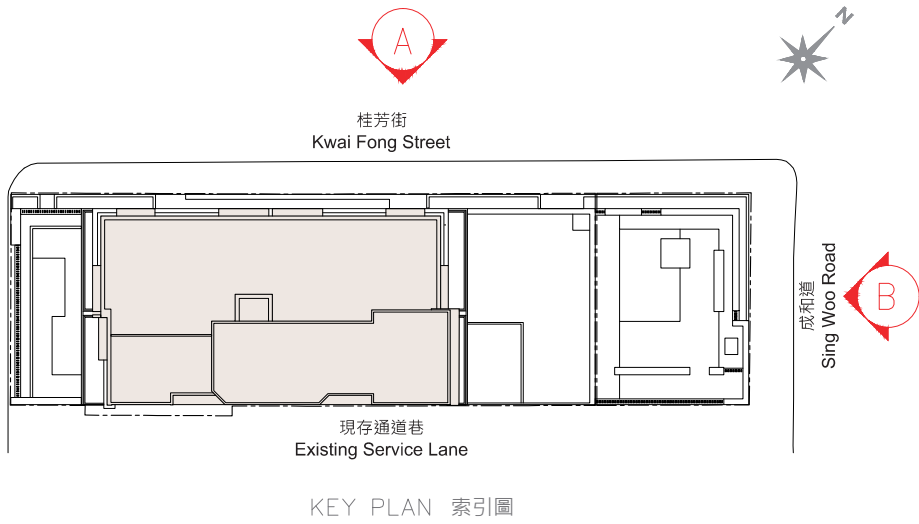 A
N
桂芳街
Kwai Fong Street
成和道
Sing Woo Road
B
現存通道巷
Existing Service Lane
KEY PLAN 索引圖